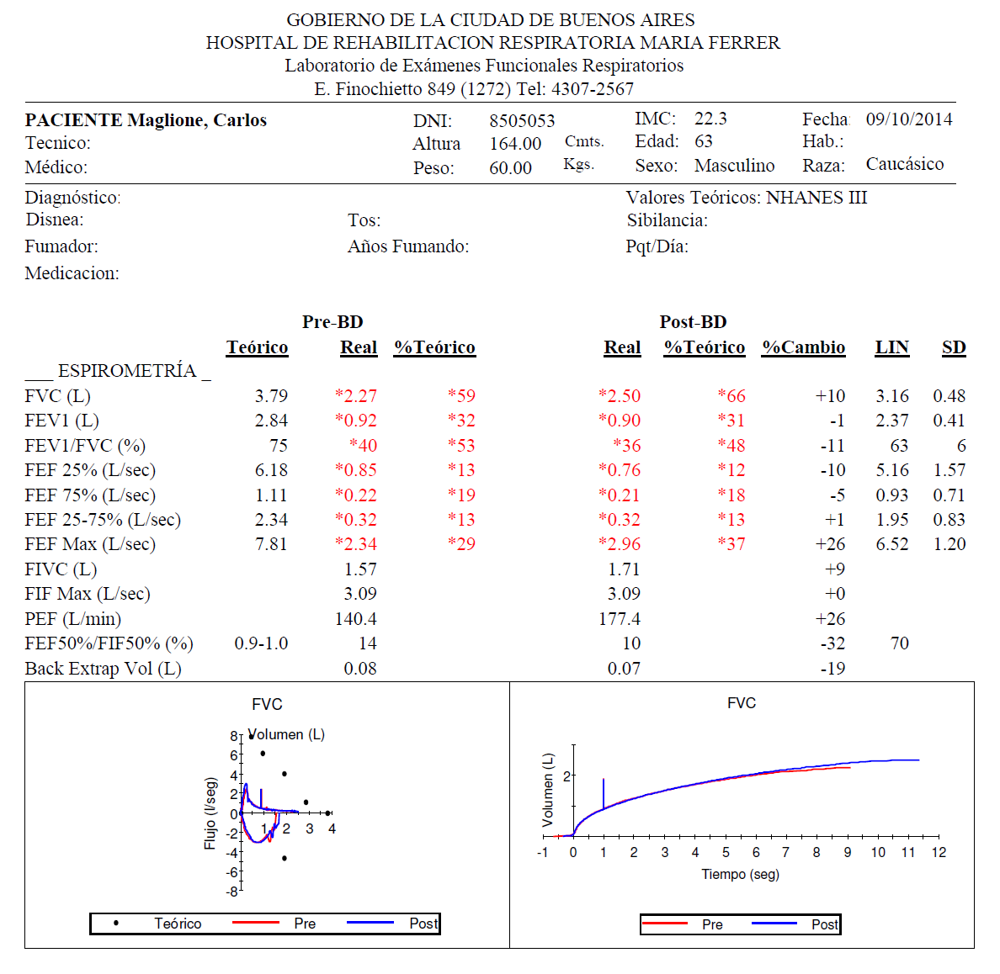 GOBIERNO DE LA CIUDAD DE BUENOS AIRES
HOSPITAL DE REHABILITACION RESPIRATORIA MARIA FERRER
Laboratorio de Exámenes Funcionales Respiratorios
E. Finochietto 849 (1272) Tel: 4307-2567
PACIENTE Maglione, Carlos DNI: 8505053 IMC: 22.3 Fecha: 09/10/2014
Tecnico: Altura 164.00 Cmts. Edad: 63 Hab.:
Médico: Peso: 60.00 Kgs. Sexo: Masculino Raza: Caucásico
Diagnóstico: Valores Teóricos: NHANES III
Disnea: Tos: Sibilancia:
Fumador: Años Fumando: Pqt/Día:
Medicacion:
Pre-BD Post-BD
Teórico Real %Teórico Real %Teórico %Cambio LIN SD
___ ESPIROMETRÍA _
FVC (L) 3.79 *2.27 *59 *2.50 *66 +10 3.16 0.48
FEV1 (L) 2.84 *0.92 *32 *0.90 *31 -1 2.37 0.41
FEV1/FVC (%) 75 *40 *53 *36 *48 -11 63 6
FEF 25% (L/sec) 6.18 *0.85 *13 *0.76 *12 -10 5.16 1.57
FEF 75% (L/sec) 1.11 *0.22 *19 *0.21 *18 -5 0.93 0.71
FEF 25-75% (L/sec) 2.34 *0.32 *13 *0.32 *13 +1 1.95 0.83
FEF Max (L/sec) 7.81 *2.34 *29 *2.96 *37 +26 6.52 1.20
FIVC (L) 1.57 1.71 +9
FIF Max (L/sec) 3.09 3.09 +0
PEF (L/min) 140.4 177.4 +26
FEF50%/FIF50% (%) 0.9-1.0 14 10 -32 70
Back Extrap Vol (L) 0.08 0.07 -19
FVC
Volumen (L)
Flujo (l/seg)
8
6
4
2
0
-2
-4
-6
-8
1 2 3 4
Teórico Pre Post
FVC
Volumen (L)
2
-1 0 1 2 3 4 5 6 7 8 9 10 11 12
Tiempo (seg)
Pre Post